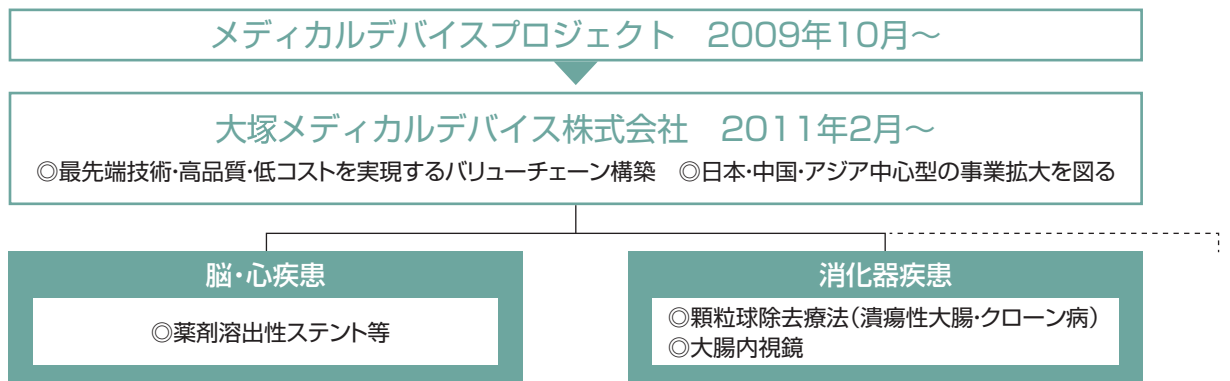 メディカルデバイスプロジェクト　2009年10月～
大塚メディカルデバイス株式会社　2011年2月～
◎最先端技術・高品質・低コストを実現するバリューチェーン構築　◎日本・中国・アジア中心型の事業拡大を図る
脳・心疾患
◎薬剤溶出性ステント等
消化器疾患
◎顆粒球除去療法（潰瘍性大腸・クローン病）
◎大腸内視鏡